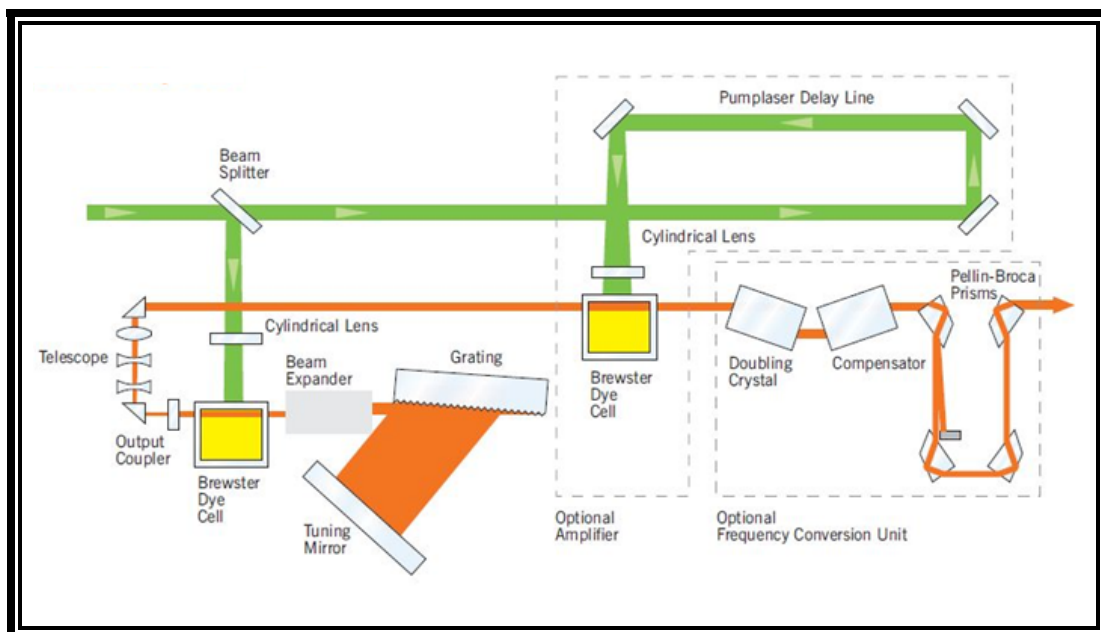 Pumplaser Delay Line
Beam
Splitter
Cylindrical Lens
Pellin-Broca
Prisms
Cylindrical Lens
Telescope
Beam
Expander
Grating
Doubling
Crystal
Compensator
Brewster
Dye
Cell
Output
Coupler
Brewster
Dye
Cell
Tuning
Mirror
Optional
Amplifier
Optional
Frequency Conversion Unit